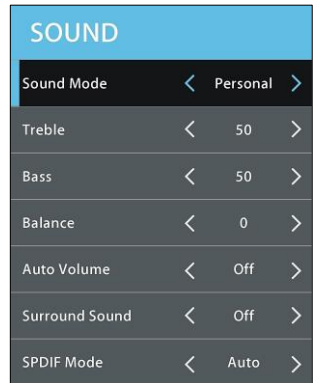 SOUND
Sound Mode < Personal >
Treble < 50 >
Bass < 50 >
Balance < 0 >
Auto Volume < Off >
Surround Sound < Off >
SPDIF Mode < Auto >